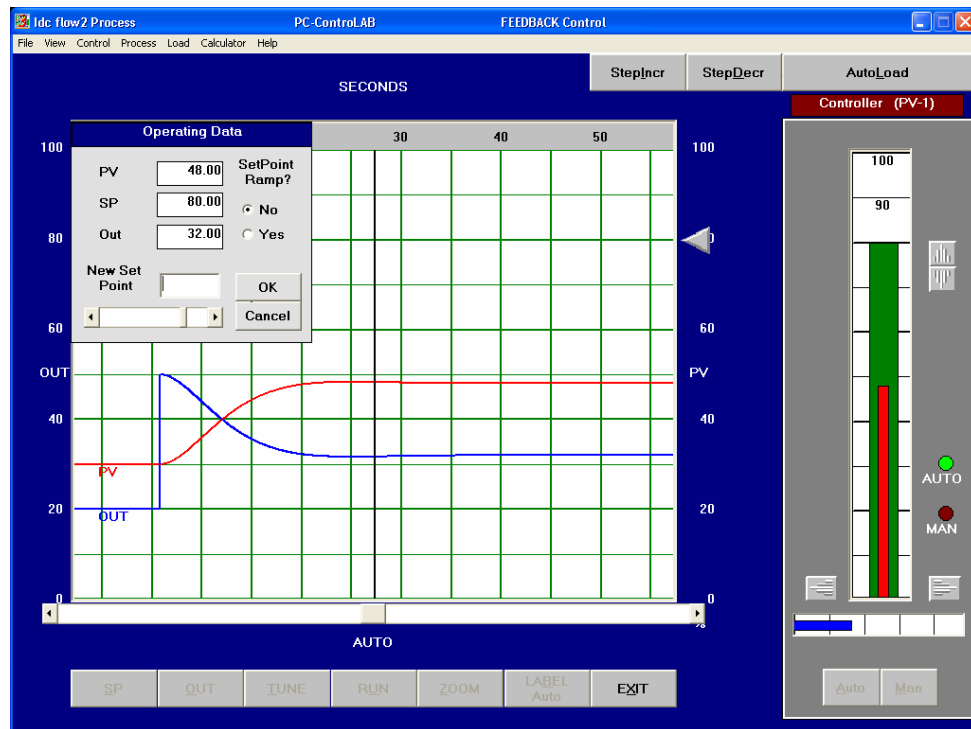 Idc flow2 Process PC-ControLAB FEEDBACK Control
File View Control Process Load Calculator Help
StepIncr StepDecr AutoLoad
SECONDS
Controller (PV-1)
Operating Data
30 40 50
100 100
PV 48.00 SetPoint Ramp?
SP 80.00 No
Out 32.00 Yes
80
New Set Point
OK
Cancel
60 60
OUT PV
40 40
PV
20 20
OUT
0 0
AUTO
SP OUT TUNE RUN ZOOM LABEL Auto EXIT
100
90
AUTO
MAN
Auto Man